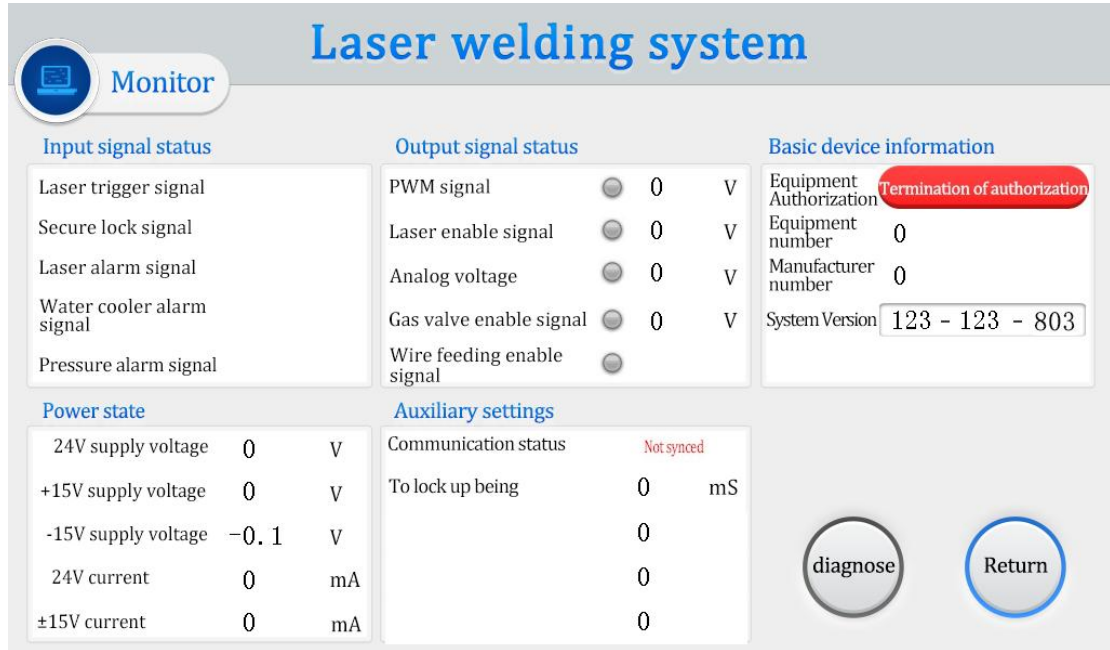 Laser welding system
Monitor
Input signal status
Laser trigger signal
Secure lock signal
Laser alarm signal
Water cooler alarm
signal
Pressure alarm signal
Output signal status
PWM signal 0 V
Laser enable signal 0 V
Analog voltage 0 V
Gas valve enable signal 0 V
Wire feeding enable
signal
Basic device information
Equipment
Authorization
Termination of authorization
Equipment
number
0
Manufacturer
number
0
System Version 123 - 123 - 803
Power state
24V supply voltage 0 V
+15V supply voltage 0 V
-15V supply voltage -0.1 V
24V current 0 mA
±15V current 0 mA
Auxiliary settings
Communication status Not synced
To lock up being 0 mS
0
0
0
diagnose
Return